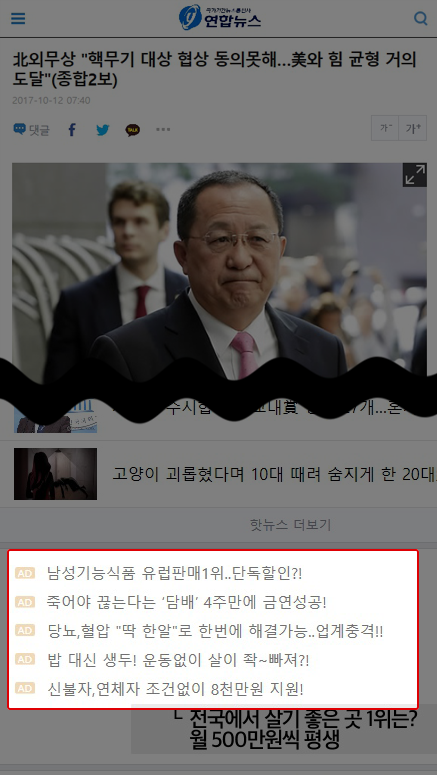 국가기간뉴스통신사
연합뉴스
北외무상 "핵무기 대상 협상 동의못해...美와 힘 균형 거의
도달"(종합2보)
2017-10-12 07:40
댓글
TALK
가-
가+
고양이 괴롭혔다며 10대 때려 숨지게 한 20대
핫뉴스 더보기
AD 남성기능식품 유럽판매1위..단독할인?!
AD 죽어야 끊는다는 '담배' 4주만에 금연성공!
AD 당뇨,혈압 "딱 한알"로 한번에 해결가능..업계충격!!
AD 밥 대신 생두! 운동없이 살이 쫙~빠져?!
AD 신불자,연체자 조건없이 8천만원 지원!
└ 전국에서 살기 좋은 곳 1위는?
월 500만원씩 평생